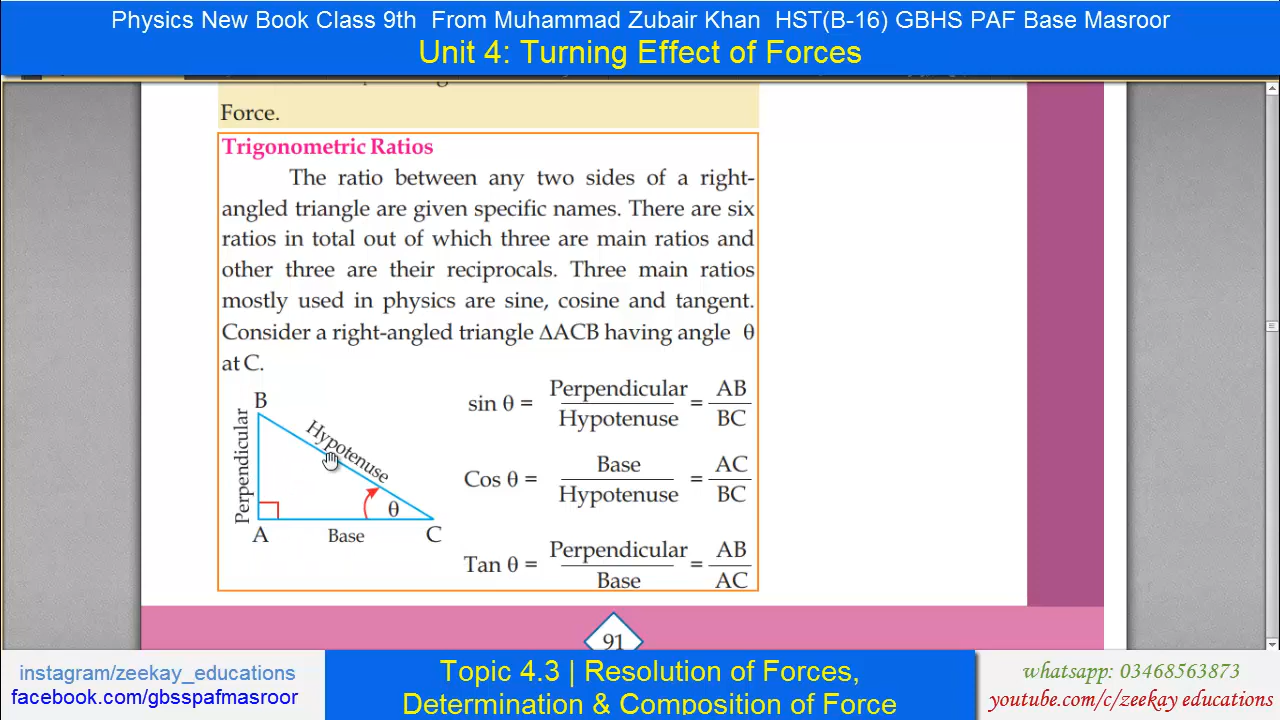 Physics New Book Class 9th From Muhammad Zubair Khan HST(B-16) GBHS PAF Base Masroor
Unit 4: Turning Effect of Forces
Force.
Trigonometric Ratios
The ratio between any two sides of a right-
angled triangle are given specific names. There are six
ratios in total out of which three are main ratios and
other three are their reciprocals. Three main ratios
mostly used in physics are sine, cosine and tangent.
Consider a right-angled triangle ΔACB having angle θ
at C.
B
Perpendicular
Hypotenuse
θ
A
Base
C
sin θ = Perpendicular/Hypotenuse = AB/BC
Cos θ = Base/Hypotenuse = AC/BC
Tan θ = Perpendicular/Base = AB/AC
91
instagram/zeekay_educations
facebook.com/gbsspafmasroor
Topic 4.3 | Resolution of Forces,
Determination & Composition of Force
whatsapp: 03468563873
youtube.com/c/zeekay educations